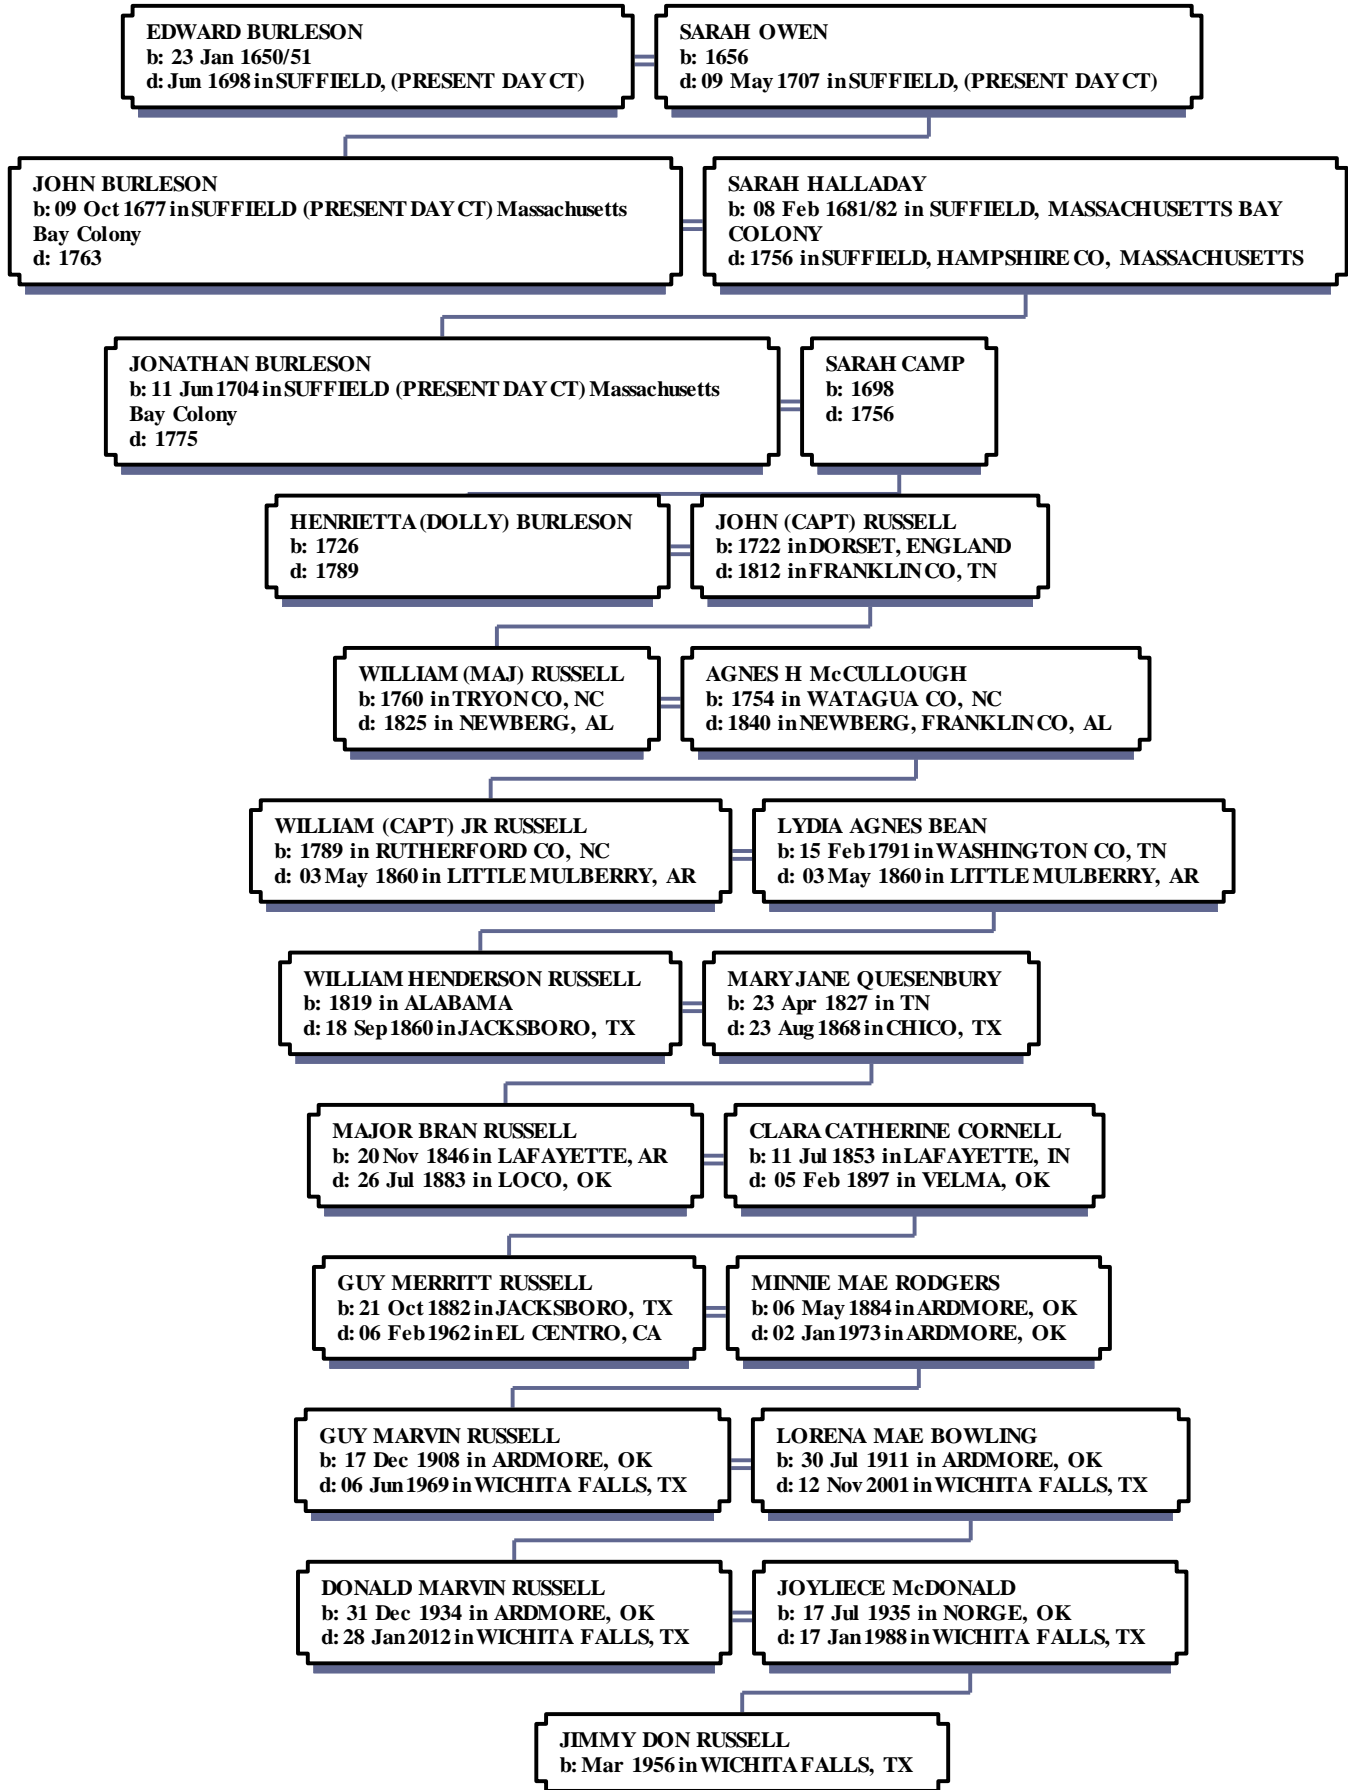 EDWARD BURLESON
b: 23 Jan 1650/51
d: Jun 1698 in SUFFIELD, (PRESENT DAY CT)
SARAH OWEN
b: 1656
d: 09 May 1707 in SUFFIELD, (PRESENT DAY CT)
JOHN BURLESON
b: 09 Oct 1677 in SUFFIELD (PRESENT DAY CT) Massachusetts
Bay Colony
d: 1763
SARAH HALLADAY
b: 08 Feb 1681/82 in SUFFIELD, MASSACHUSETTS BAY
COLONY
d: 1756 in SUFFIELD, HAMPSHIRE CO, MASSACHUSETTS
JONATHAN BURLESON
b: 11 Jun 1704 in SUFFIELD (PRESENT DAY CT) Massachusetts
Bay Colony
d: 1775
SARAH CAMP
b: 1698
d: 1756
HENRIETTA (DOLLY) BURLESON
b: 1726
d: 1789
JOHN (CAPT) RUSSELL
b: 1722 in DORSET, ENGLAND
d: 1812 in FRANKLIN CO, TN
WILLIAM (MAJ) RUSSELL
b: 1760 in TRYON CO, NC
d: 1825 in NEWBERG, AL
AGNES H McCULLOUGH
b: 1754 in WATAGUA CO, NC
d: 1840 in NEWBERG, FRANKLIN CO, AL
WILLIAM (CAPT) JR RUSSELL
b: 1789 in RUTHERFORD CO, NC
d: 03 May 1860 in LITTLE MULBERRY, AR
LYDIA AGNES BEAN
b: 15 Feb 1791 in WASHINGTON CO, TN
d: 03 May 1860 in LITTLE MULBERRY, AR
WILLIAM HENDERSON RUSSELL
b: 1819 in ALABAMA
d: 18 Sep 1860 in JACKSBORO, TX
MARY JANE QUESENBURY
b: 23 Apr 1827 in TN
d: 23 Aug 1868 in CHICO, TX
MAJOR BRAN RUSSELL
b: 20 Nov 1846 in LAFAYETTE, AR
d: 26 Jul 1883 in LOCO, OK
CLARA CATHERINE CORNELL
b: 11 Jul 1853 in LAFAYETTE, IN
d: 05 Feb 1897 in VELMA, OK
GUY MERRITT RUSSELL
b: 21 Oct 1882 in JACKSBORO, TX
d: 06 Feb 1962 in EL CENTRO, CA
MINNIE MAE RODGERS
b: 06 May 1884 in ARDMORE, OK
d: 02 Jan 1973 in ARDMORE, OK
GUY MARVIN RUSSELL
b: 17 Dec 1908 in ARDMORE, OK
d: 06 Jun 1969 in WICHITA FALLS, TX
LORENA MAE BOWLING
b: 30 Jul 1911 in ARDMORE, OK
d: 12 Nov 2001 in WICHITA FALLS, TX
DONALD MARVIN RUSSELL
b: 31 Dec 1934 in ARDMORE, OK
d: 28 Jan 2012 in WICHITA FALLS, TX
JOYLIECE McDONALD
b: 17 Jul 1935 in NORGE, OK
d: 17 Jan 1988 in WICHITA FALLS, TX
JIMMY DON RUSSELL
b: Mar 1956 in WICHITA FALLS, TX